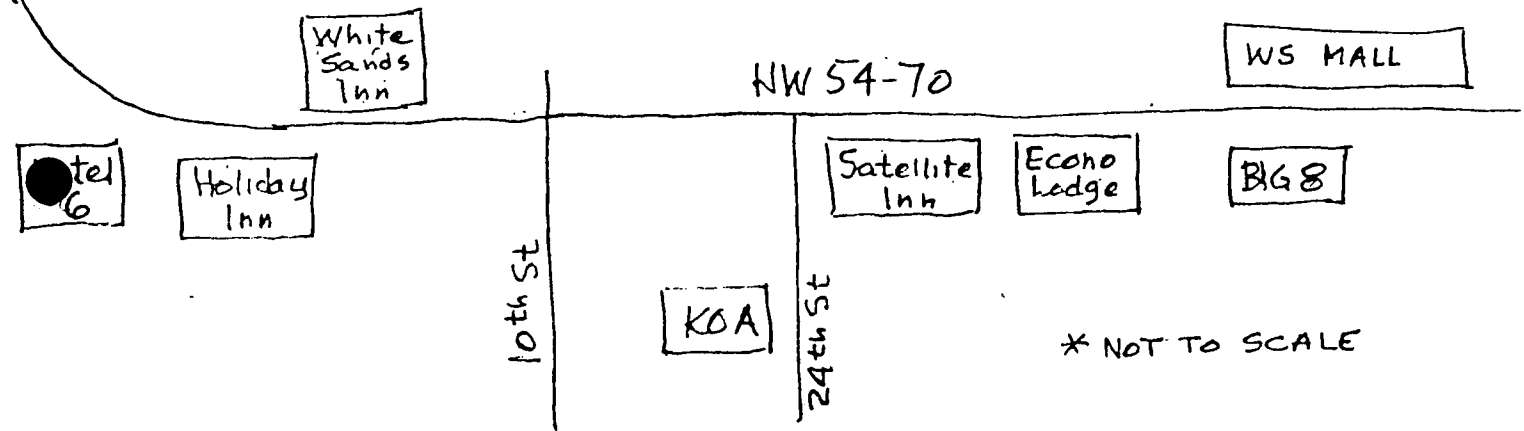 White
Sands
Inn
HW 54-70
WS MALL
tel
6
Holiday
Inn
Satellite
Inn
Econo
Lodge
BIG 8
10th St
KOA
24th St
* NOT TO SCALE